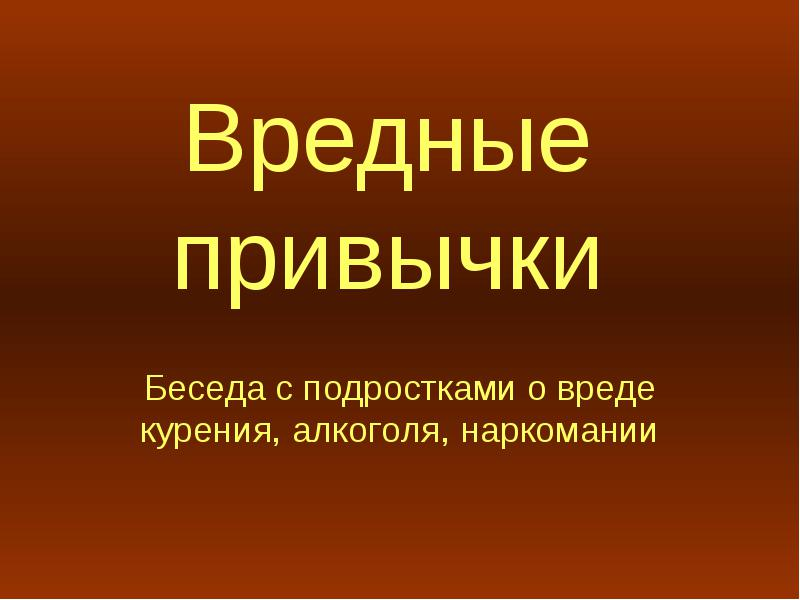 Вредные
привычки
Беседа с подростками о вреде
курения, алкоголя, наркомании